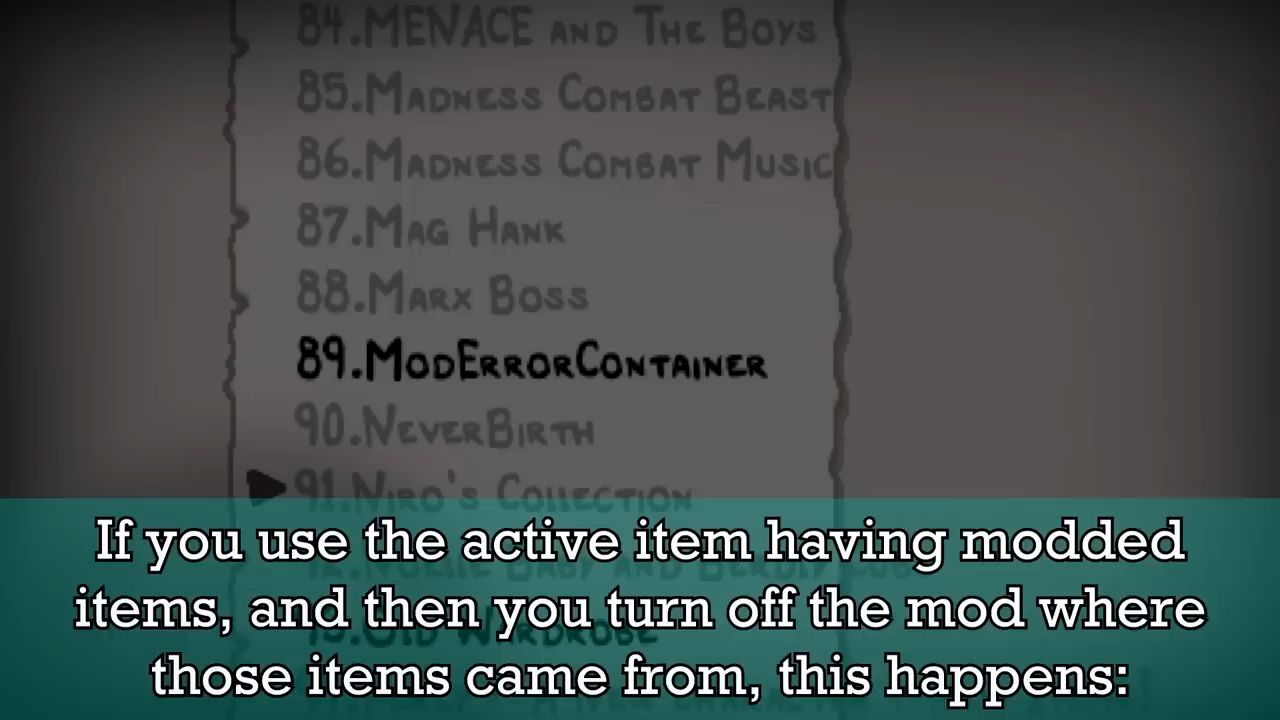 84.MENACE AND THE BOYS
85.MADNESS COMBAT BEAST
86.MADNESS COMBAT MUSIC
87.MAG HANK
88.MARX BOSS
89.MODERRORCONTAINER
90.NEVERBIRTH
91.NIRO'S COLLECTION
If you use the active item having modded
items, and then you turn off the mod where
OLD WARDROBE
those items came from, this happens: